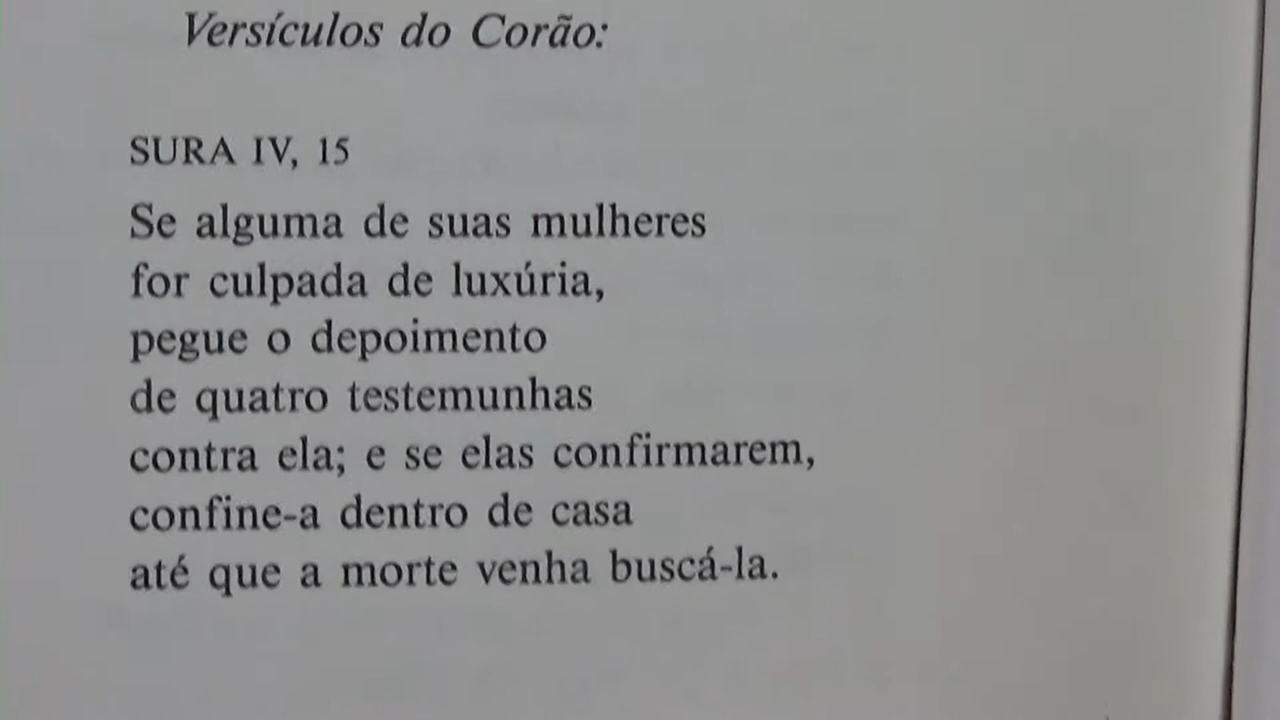 Versículos do Corão:
SURA IV, 15
Se alguma de suas mulheres
for culpada de luxúria,
pegue o depoimento
de quatro testemunhas
contra ela; e se elas confirmarem,
confine-a dentro de casa
até que a morte venha buscá-la.